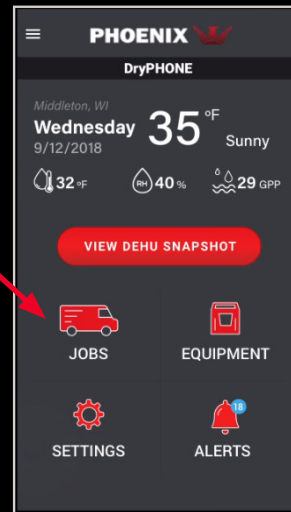 PHOENIX
DryPHONE
Middleton, WI
Wednesday
9/12/2018
35 °F
Sunny
32 °F
RH 40 %
29 GPP
VIEW DEHU SNAPSHOT
JOBS
EQUIPMENT
SETTINGS
18
ALERTS